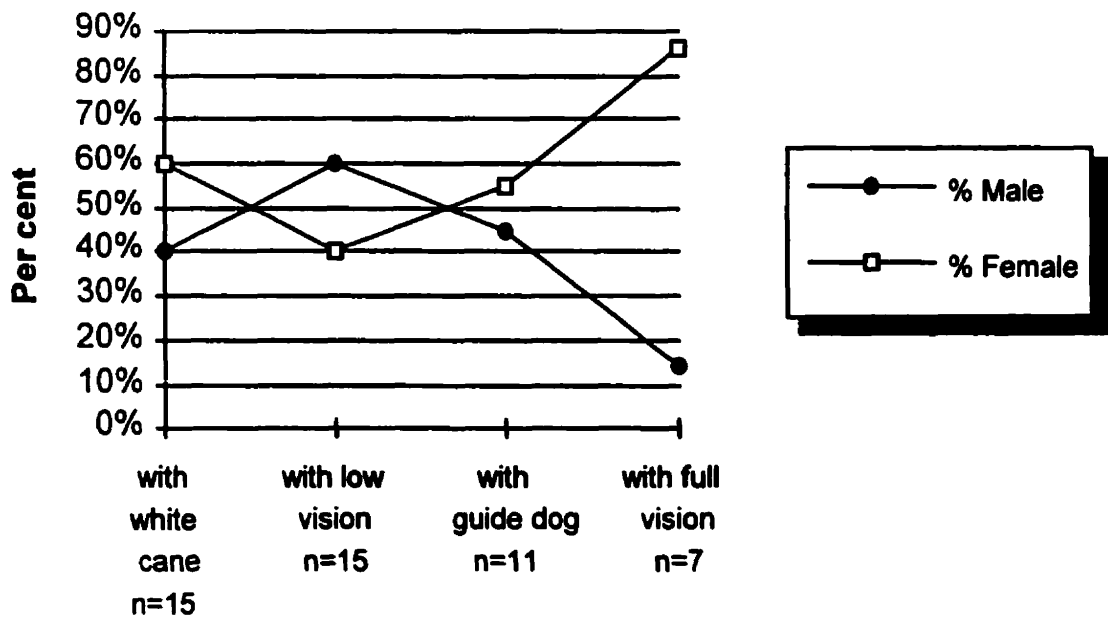 90%
80%
70%
60%
50%
40%
30%
20%
10%
0%
Per cent
with
white
cane
n=15
with low
vision
n=15
with
guide dog
n=11
with full
vision
n=7
% Male
% Female